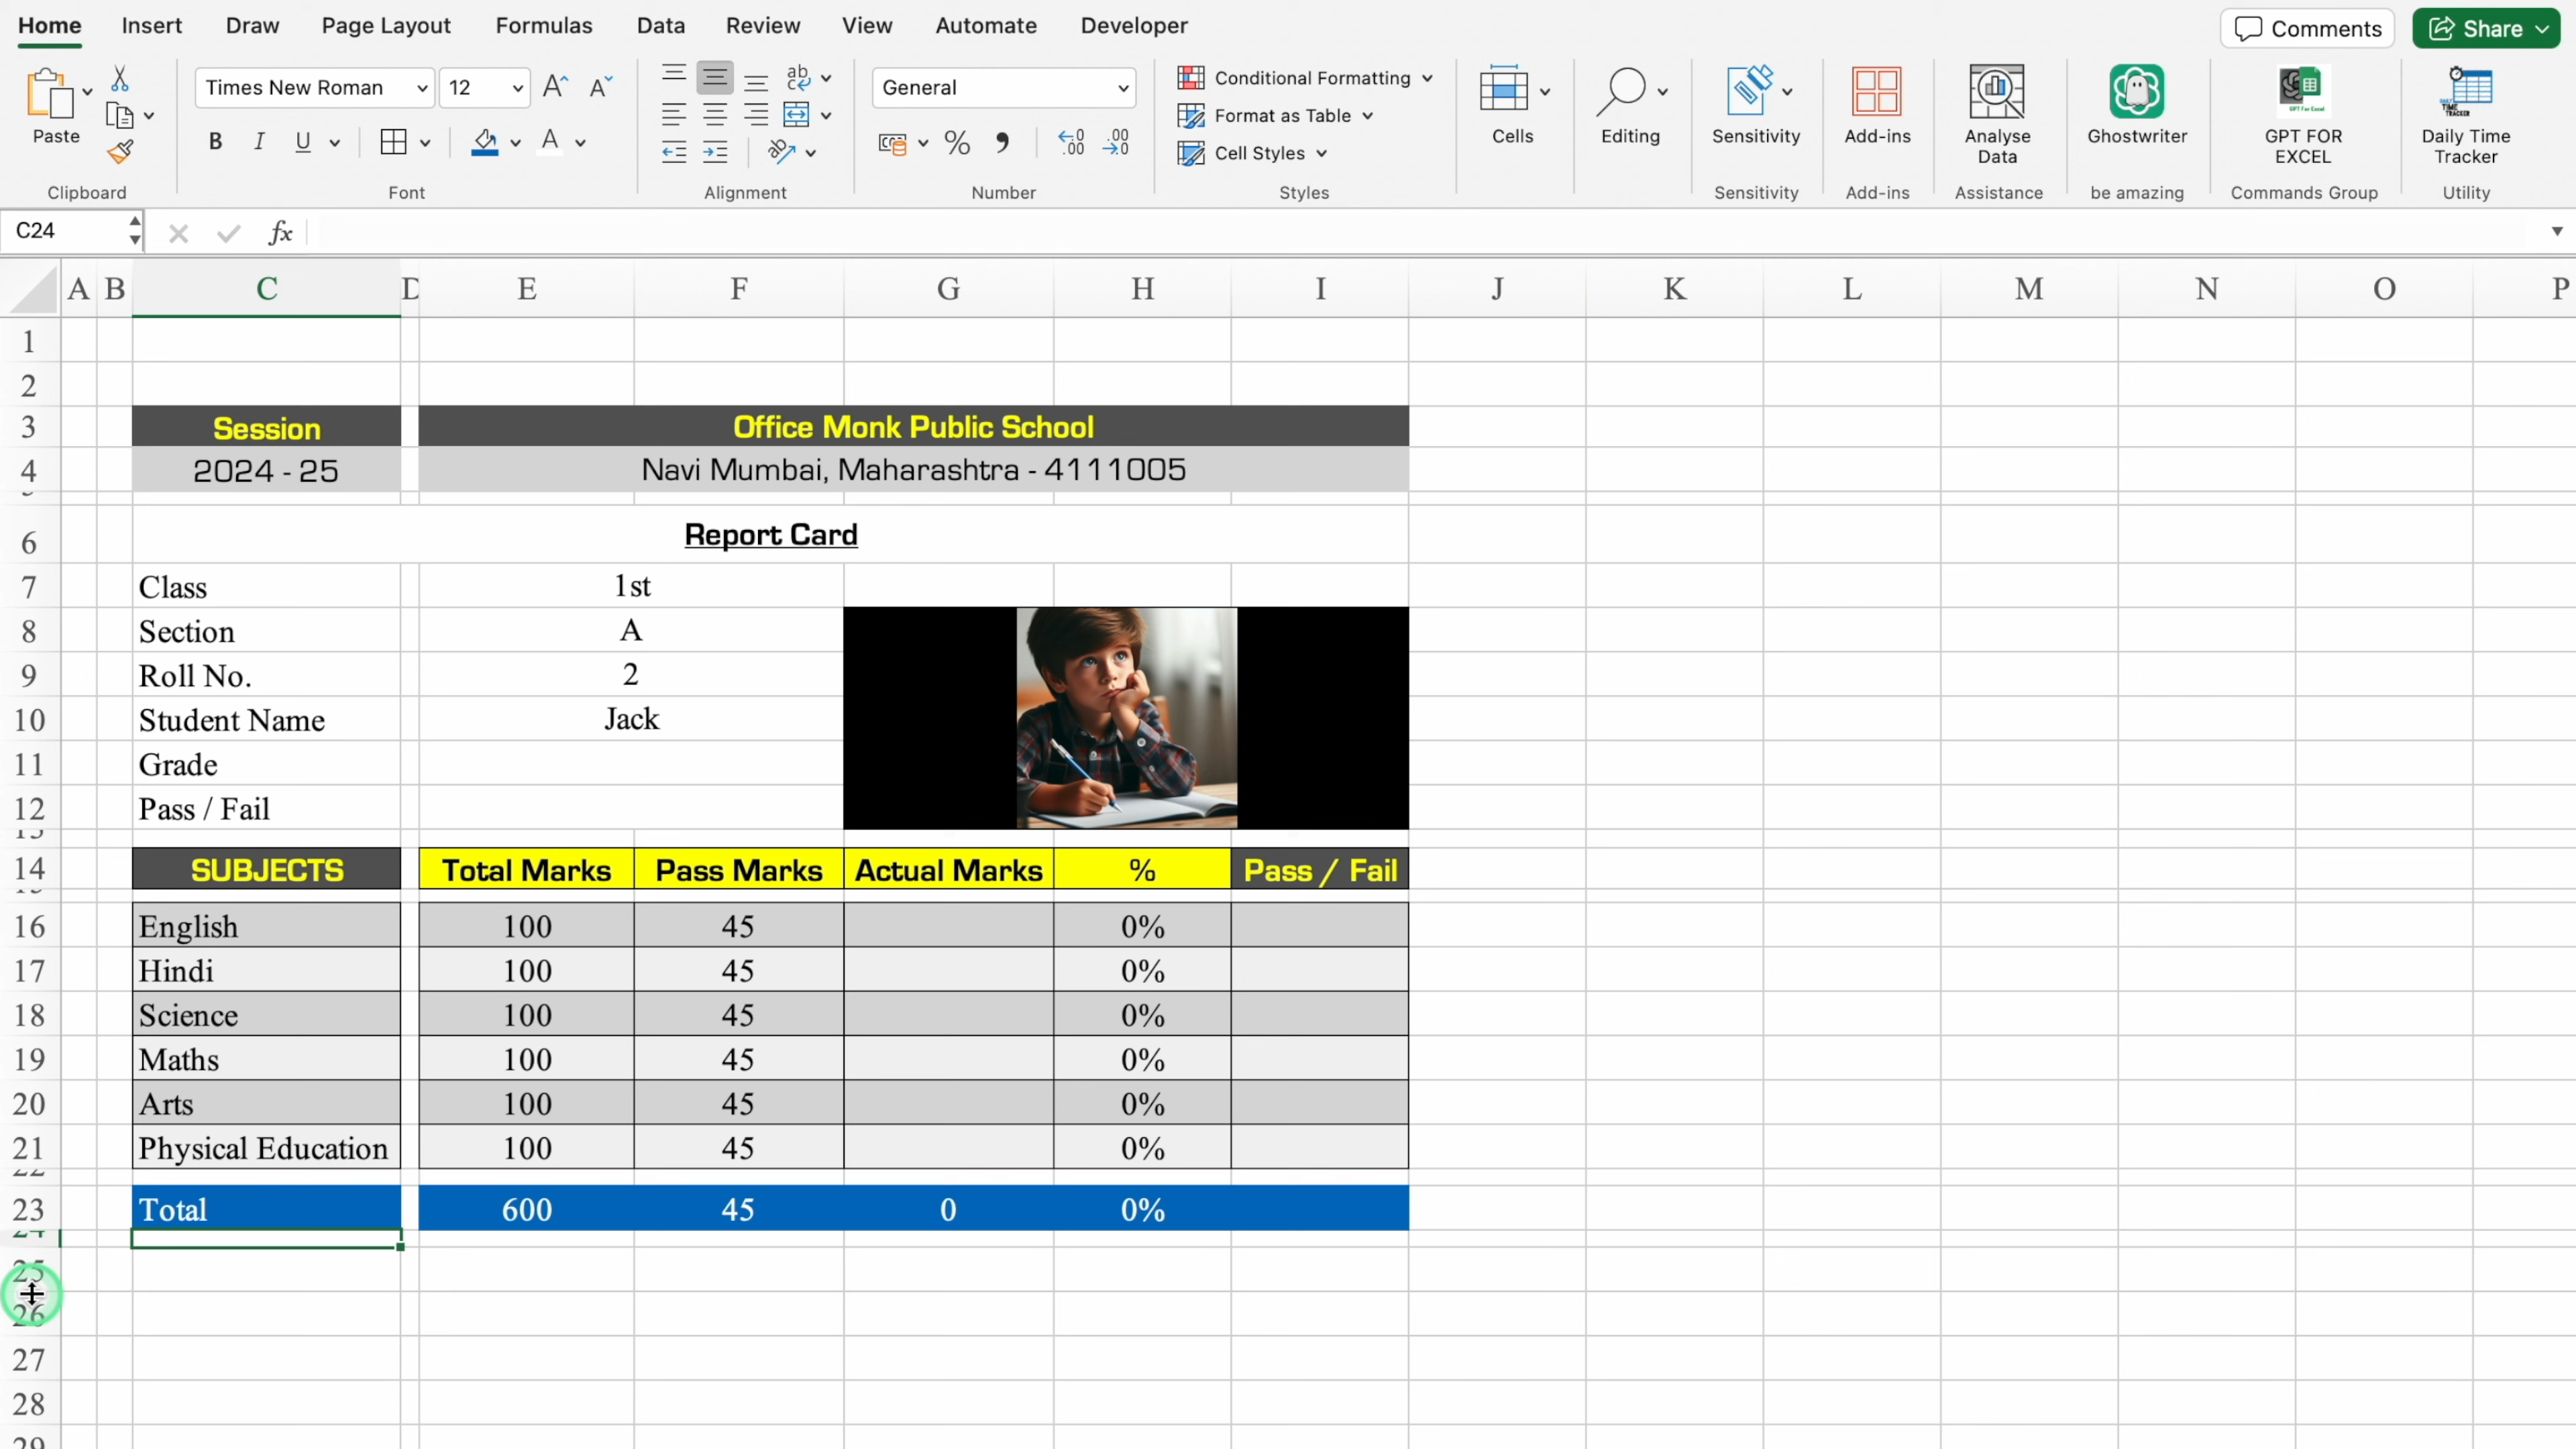 Home Insert Draw Page Layout Formulas Data Review View Automate Developer Comments Share
Paste Times New Roman 12 General Conditional Formatting
Format as Table
Cell Styles
Cells Editing Sensitivity Add-ins Analyse Data Ghostwriter GPT FOR EXCEL Daily Time Tracker
Clipboard Font Alignment Number Styles Sensitivity Add-ins Assistance be amazing Commands Group Utility
C24 fx
A B C D E F G H I J K L M N O P
1
2
3 Session Office Monk Public School
4 2024 - 25 Navi Mumbai, Maharashtra - 4111005
6 Report Card
7 Class 1st
8 Section A
9 Roll No. 2
10 Student Name Jack
11 Grade
12 Pass / Fail
14 SUBJECTS Total Marks Pass Marks Actual Marks % Pass / Fail
16 English 100 45 0%
17 Hindi 100 45 0%
18 Science 100 45 0%
19 Maths 100 45 0%
20 Arts 100 45 0%
21 Physical Education 100 45 0%
23 Total 600 45 0 0%
25
26
27
28
29